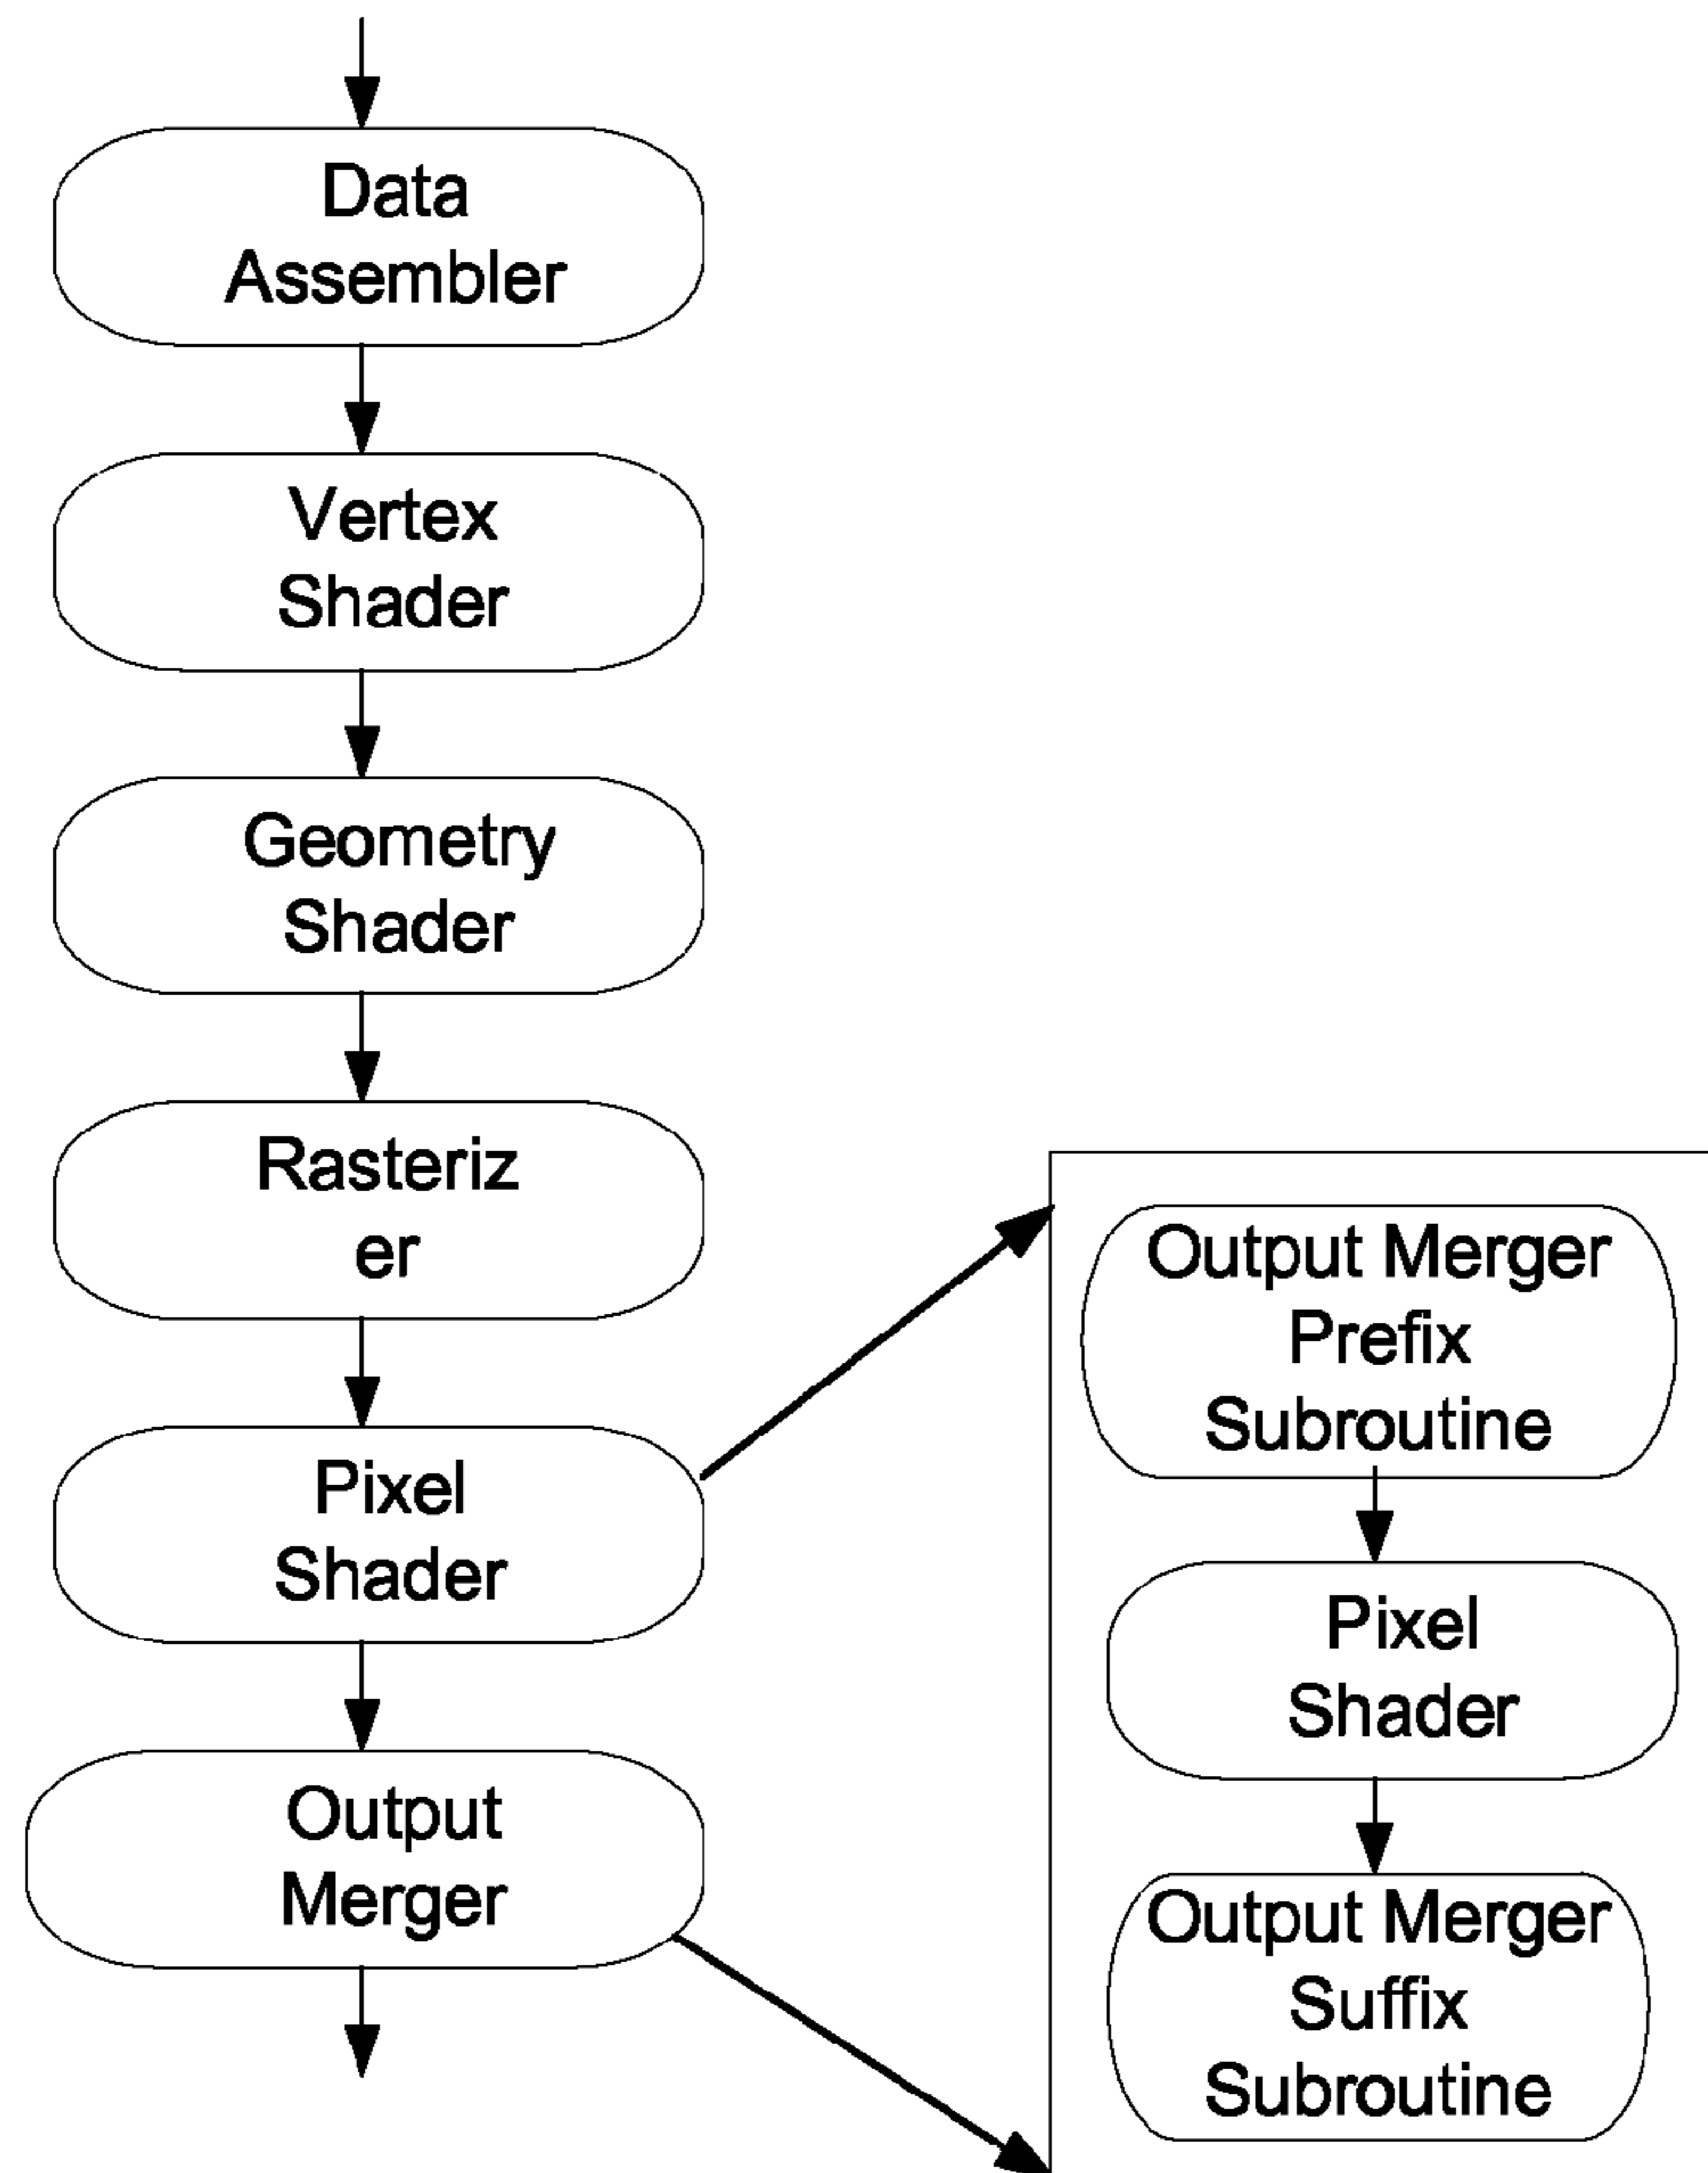 Data
Assembler
Vertex
Shader
Geometry
Shader
Rasteriz
er
Pixel
Shader
Output
Merger
Output Merger
Prefix
Subroutine
Pixel
Shader
Output Merger
Suffix
Subroutine